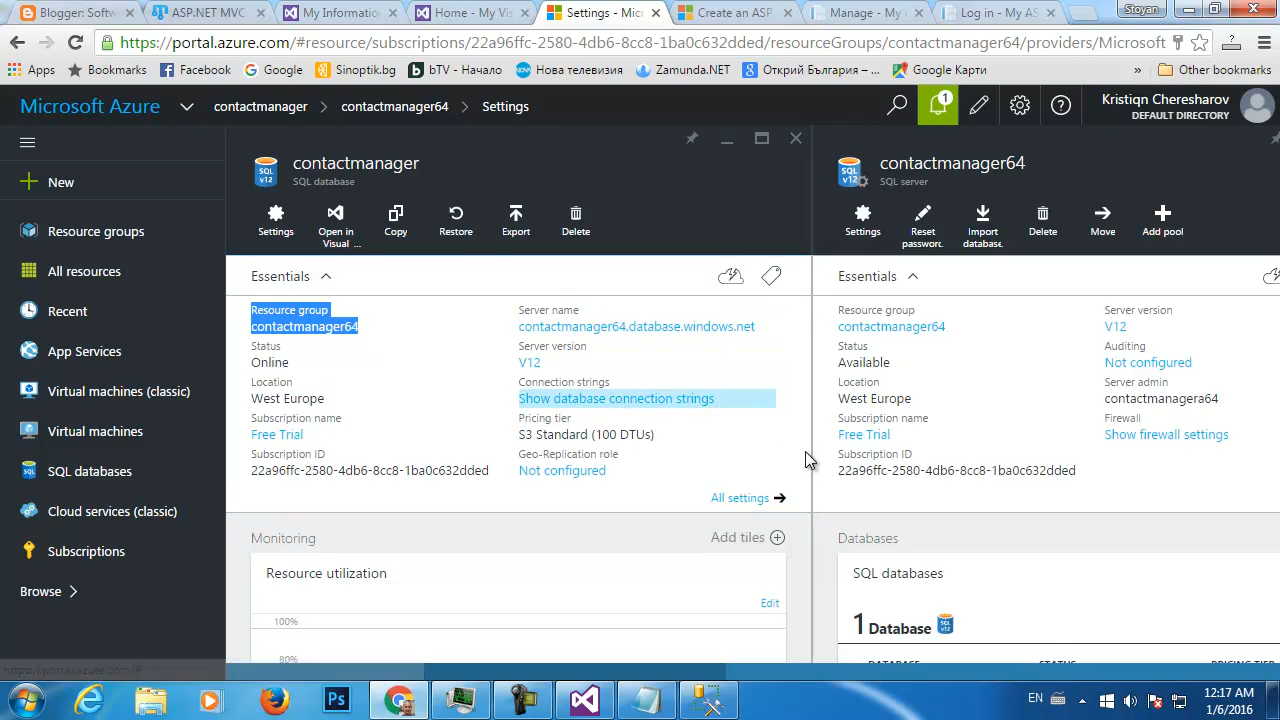 Blogger: Softw
ASP.NET MVC
My Informatio
Home - My Vis
Settings - Micr
Create an ASP
Manage - My
Log in - My AS
Stoyan
https://portal.azure.com/#resource/subscriptions/22a96ffc-2580-4db6-8cc8-1ba0c632dded/resourceGroups/contactmanager64/providers/Microsoft
Apps
Bookmarks
Facebook
Google
Sinoptik.bg
bTV - Начало
Нова телевизия
Zamunda.NET
Открий България – ...
Google Карти
»
Other bookmarks
Microsoft Azure
contactmanager > contactmanager64 > Settings
1
Kristiqn Cheresharov
DEFAULT DIRECTORY
New
Resource groups
All resources
Recent
App Services
Virtual machines (classic)
Virtual machines
SQL databases
Cloud services (classic)
Subscriptions
Browse >
contactmanager
SQL database
Settings
Open in Visual ...
Copy
Restore
Export
Delete
Essentials
Resource group
contactmanager64
Status
Online
Location
West Europe
Subscription name
Free Trial
Subscription ID
22a96ffc-2580-4db6-8cc8-1ba0c632dded
Server name
contactmanager64.database.windows.net
Server version
V12
Connection strings
Show database connection strings
Pricing tier
S3 Standard (100 DTUs)
Geo-Replication role
Not configured
All settings
Monitoring
Add tiles
Resource utilization
Edit
100%
80%
contactmanager64
SQL server
Settings
Reset passworc.
Import database.
Delete
Move
Add pool
Essentials
Resource group
contactmanager64
Status
Available
Location
West Europe
Subscription name
Free Trial
Subscription ID
22a96ffc-2580-4db6-8cc8-1ba0c632dded
Server version
V12
Auditing
Not configured
Server admin
contactmanagera64
Firewall
Show firewall settings
Databases
SQL databases
1 Database
DATABASE
STATUS
PRICING TIER
EN
12:17 AM
1/6/2016